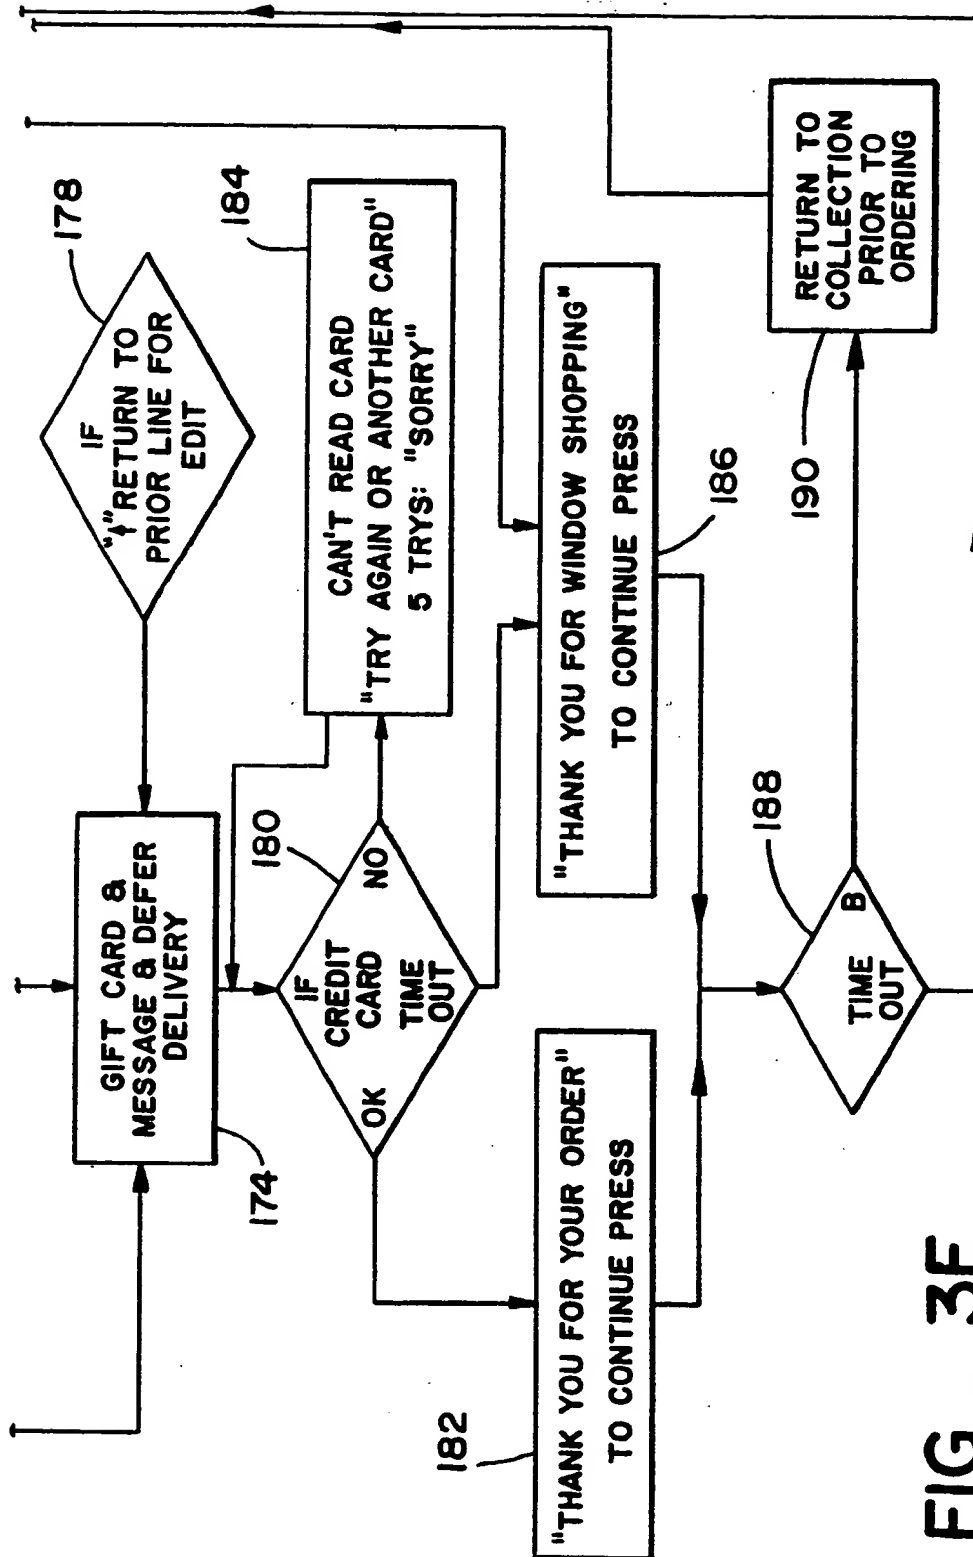 178
IF
"↑" RETURN TO
PRIOR LINE FOR
EDIT
GIFT CARD &
MESSAGE & DEFER
DELIVERY
174
184
CAN'T READ CARD
"TRY AGAIN OR ANOTHER CARD"
5 TRYS: "SORRY"
180
IF
CREDIT
CARD
TIME
OUT
OK
NO
182
"THANK YOU FOR YOUR ORDER"
TO CONTINUE PRESS
"THANK YOU FOR WINDOW SHOPPING"
TO CONTINUE PRESS
186
188
TIME
OUT
B
190
RETURN TO
COLLECTION
PRIOR TO
ORDERING
FIG